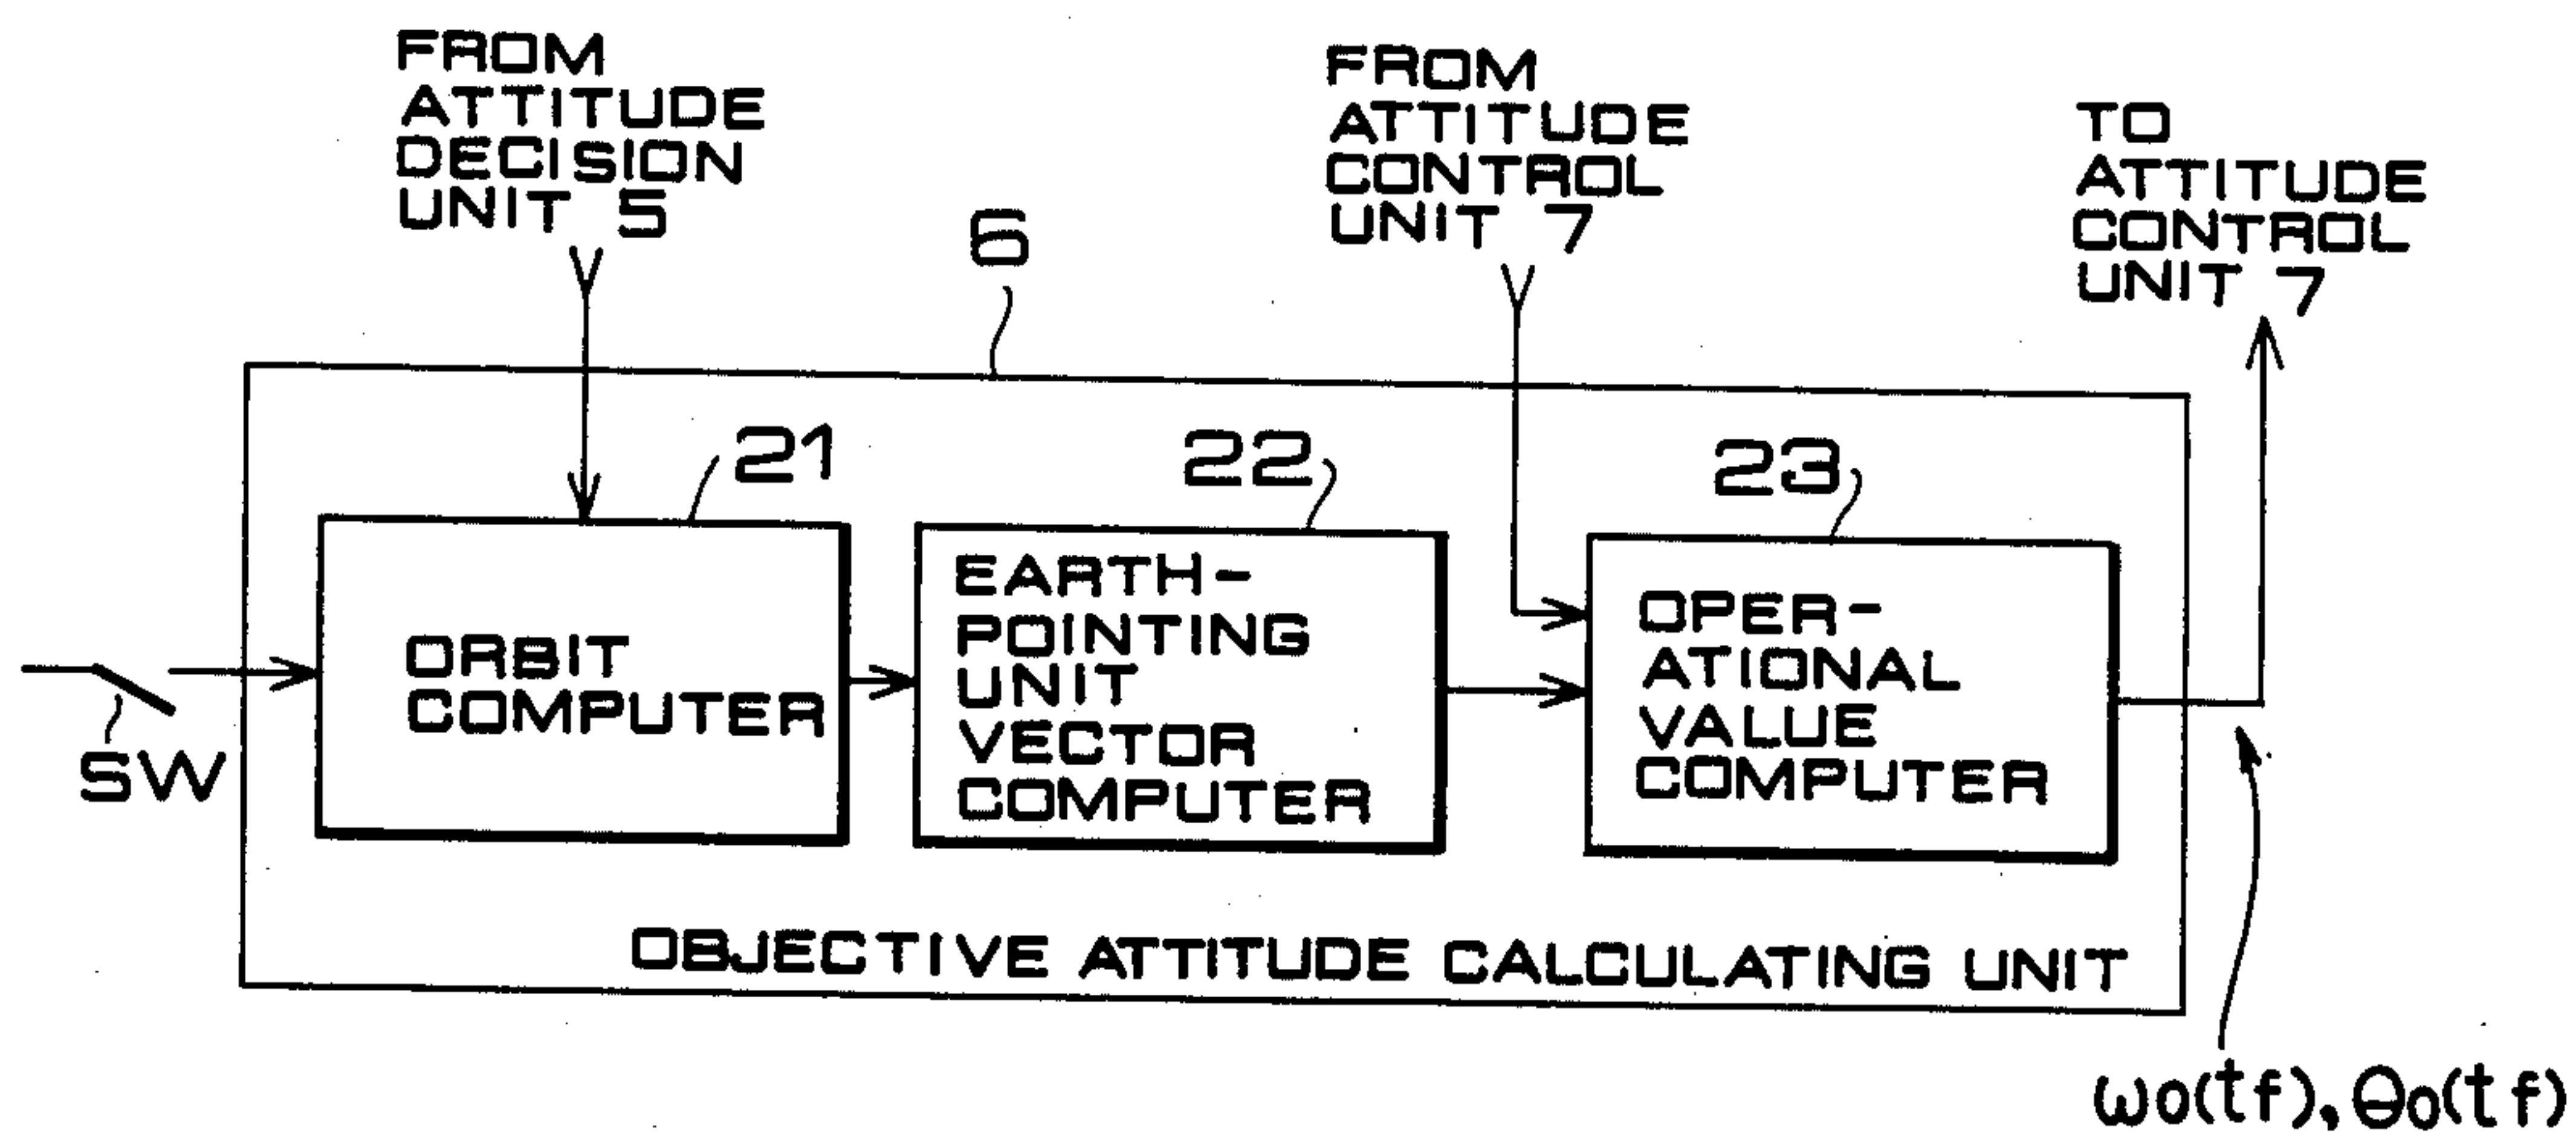 FROM
ATTITUDE
DECISION
UNIT 5
6
FROM
ATTITUDE
CONTROL
UNIT 7
TO
ATTITUDE
CONTROL
UNIT 7
21
22
23
SW
ORBIT
COMPUTER
EARTH-
POINTING
UNIT
VECTOR
COMPUTER
OPER-
ATIONAL
VALUE
COMPUTER
OBJECTIVE ATTITUDE CALCULATING UNIT
ωo(tf), θo(tf)